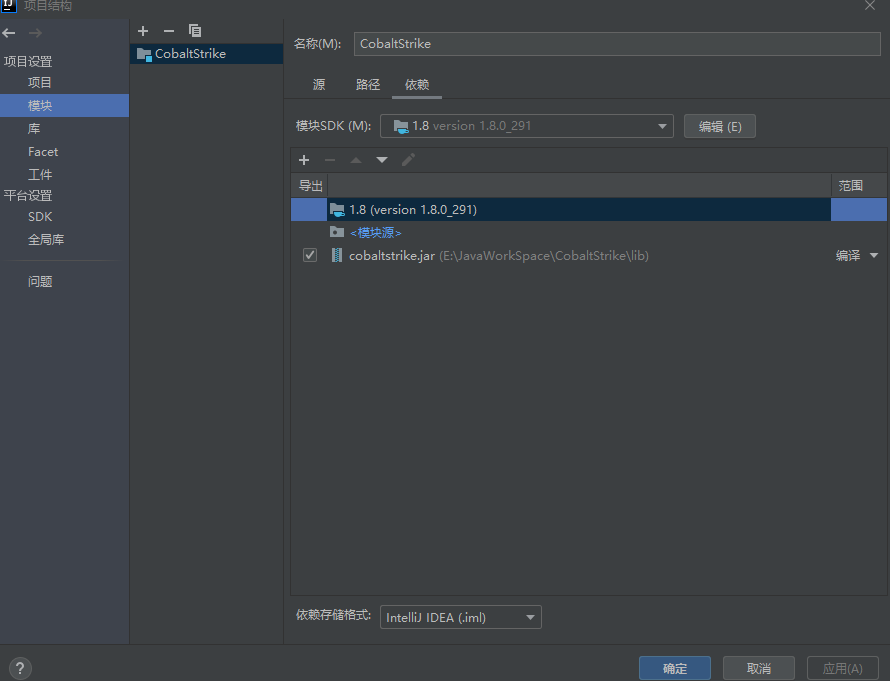 项目结构
名称(M): CobaltStrike
项目设置
项目
模块
库
Facet
工件
平台设置
SDK
全局库
问题
CobaltStrike
源 路径 依赖
模块SDK (M): 1.8 version 1.8.0_291 编辑 (E)
导出 范围
1.8 (version 1.8.0_291)
<模块源>
cobaltstrike.jar (E:\JavaWorkSpace\CobaltStrike\lib) 编译
依赖存储格式: IntelliJ IDEA (.iml)
? 确定 取消 应用(A)